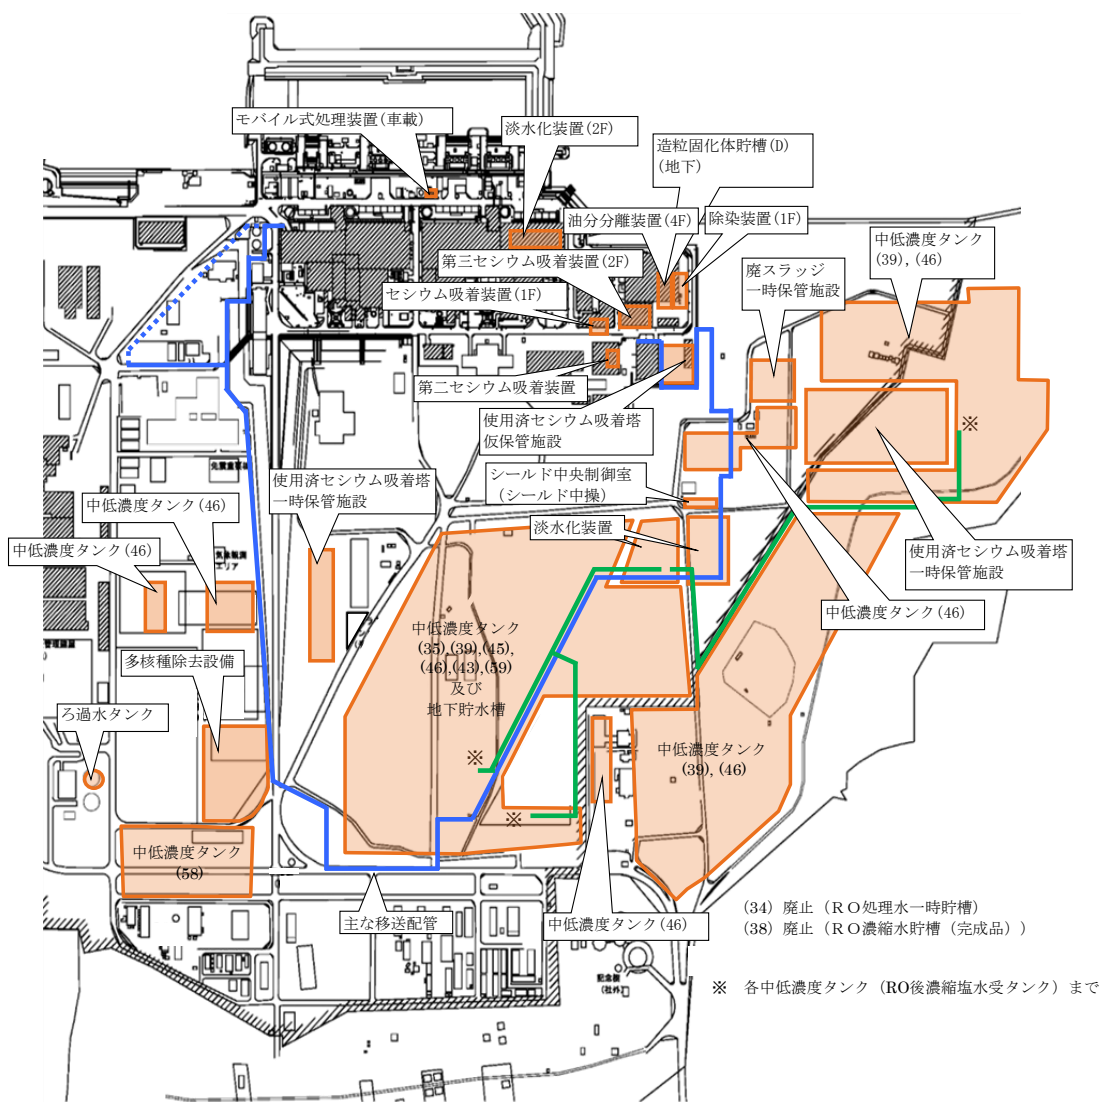 モバイル式処理装置(車載)
淡水化装置(2F)
造粒固化体貯槽(D)
(地下)
油分分離装置(4F)
除染装置(1F)
中低濃度タンク
(39), (46)
第三セシウム吸着装置(2F)
廃スラッジ
一時保管施設
セシウム吸着装置(1F)
第二セシウム吸着装置
使用済セシウム吸着塔
仮保管施設
※
シールド中央制御室
(シールド中操)
使用済セシウム吸着塔
一時保管施設
中低濃度タンク(46)
淡水化装置
中低濃度タンク(46)
使用済セシウム吸着塔
一時保管施設
エリア
中低濃度タンク(46)
中低濃度タンク
(35),(39),(45),
(46),(43),(59)
及び
地下貯水槽
多核種除去設備
ろ過水タンク
※
中低濃度タンク
(39), (46)
※
中低濃度タンク
(58)
主な移送配管
中低濃度タンク(46)
(34) 廃止(RO処理水一時貯槽)
(38) 廃止(RO濃縮水貯槽(完成品))
(社外)
※ 各中低濃度タンク(RO後濃縮塩水受タンク)まで